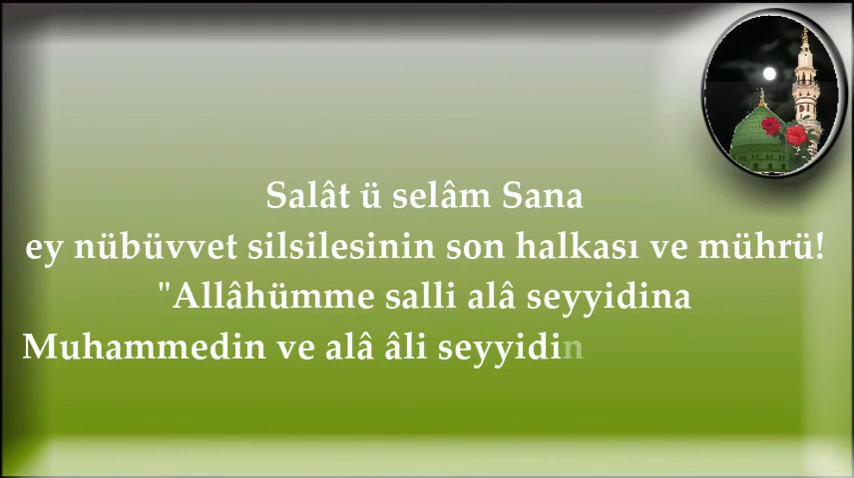 Salât ü selâm Sana
ey nübüvvet silsilesinin son halkası ve mührü!
"Allâhümme salli alâ seyyidina
Muhammedin ve alâ âli seyyidin